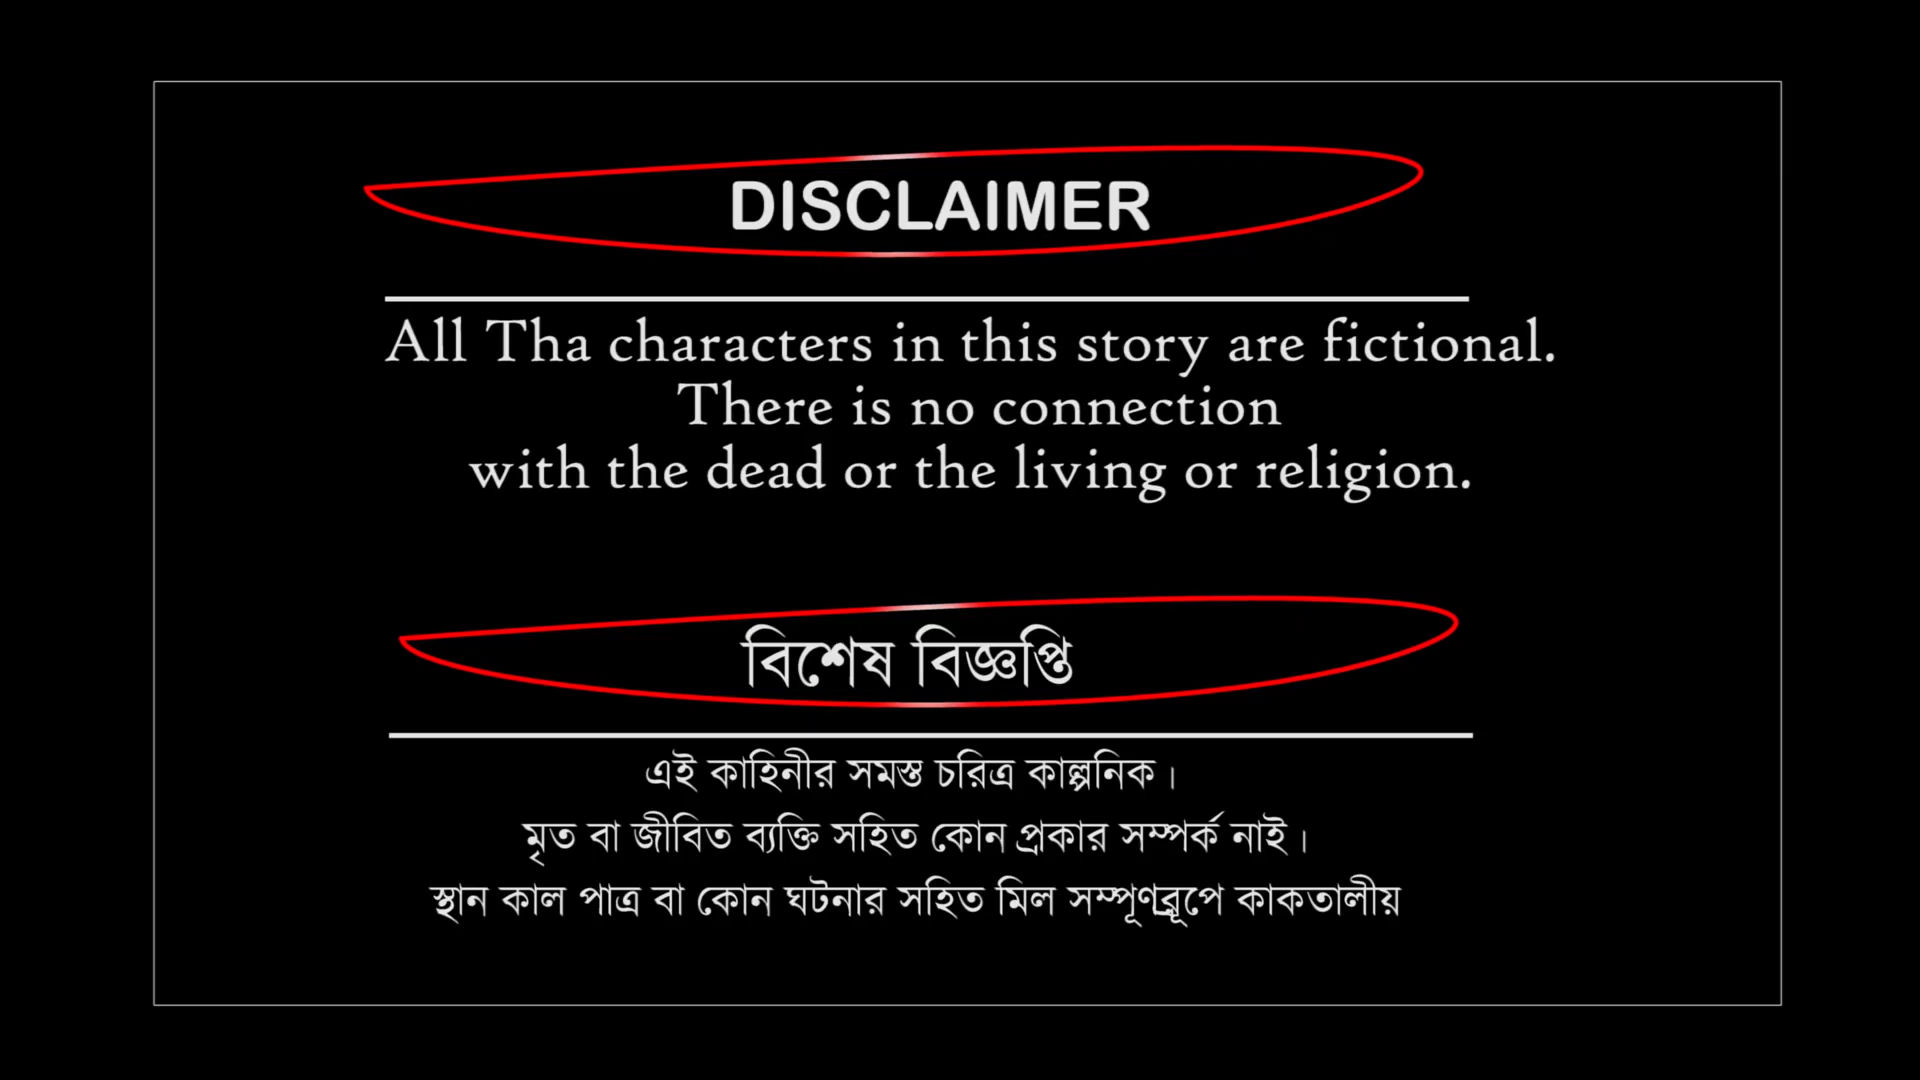 DISCLAIMER
All Tha characters in this story are fictional.
There is no connection
with the dead or the living or religion.
বিশেষ বিজ্ঞপ্তি
এই কাহিনীর সমস্ত চরিত্র কাল্পনিক।
মৃত বা জীবিত ব্যক্তি সহিত কোন প্রকার সম্পর্ক নাই।
স্থান কাল পাত্র বা কোন ঘটনার সহিত মিল সম্পূণব্রূপে কাকতালীয়